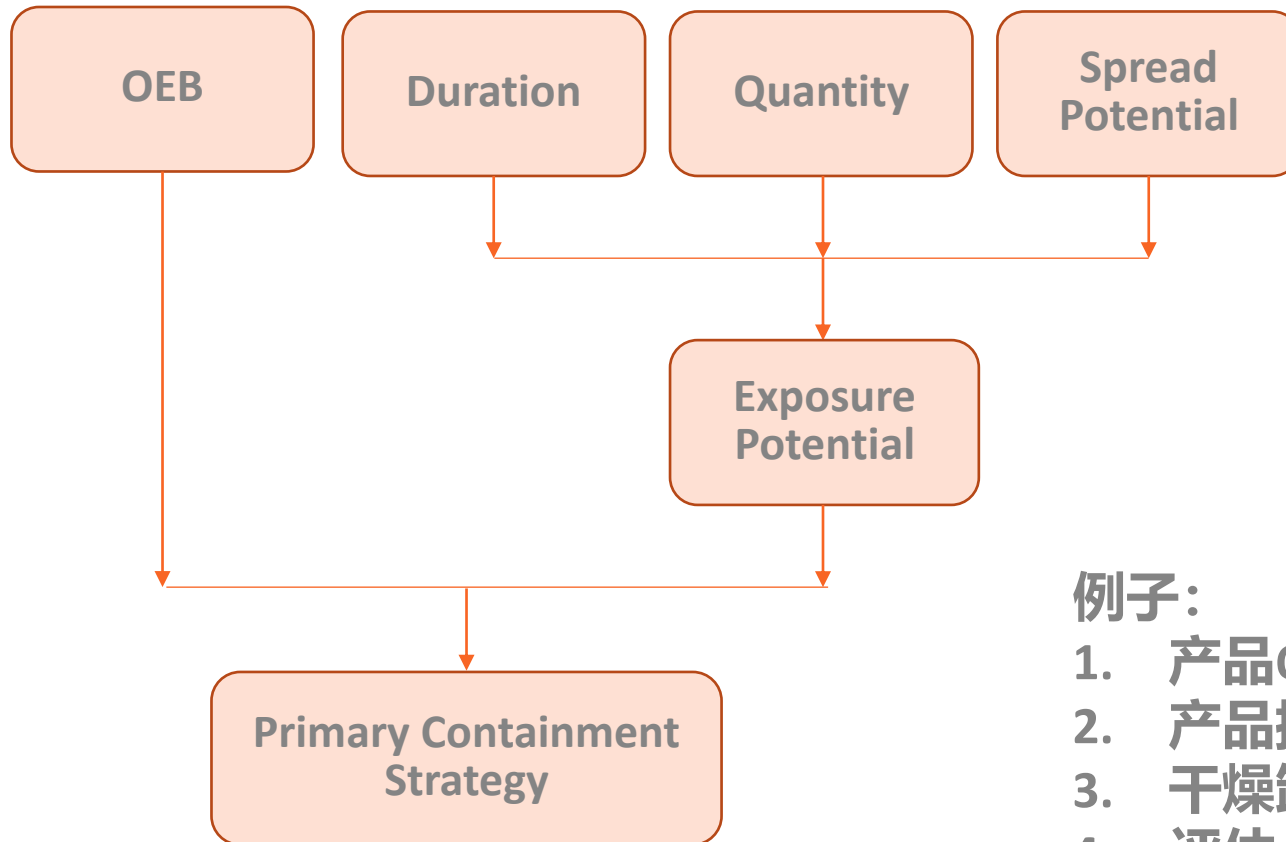 OEB
Duration
Quantity
Spread
Potential
Exposure
Potential
Primary Containment
Strategy
例子：
1. 产品
2. 产品
3. 干燥
4.